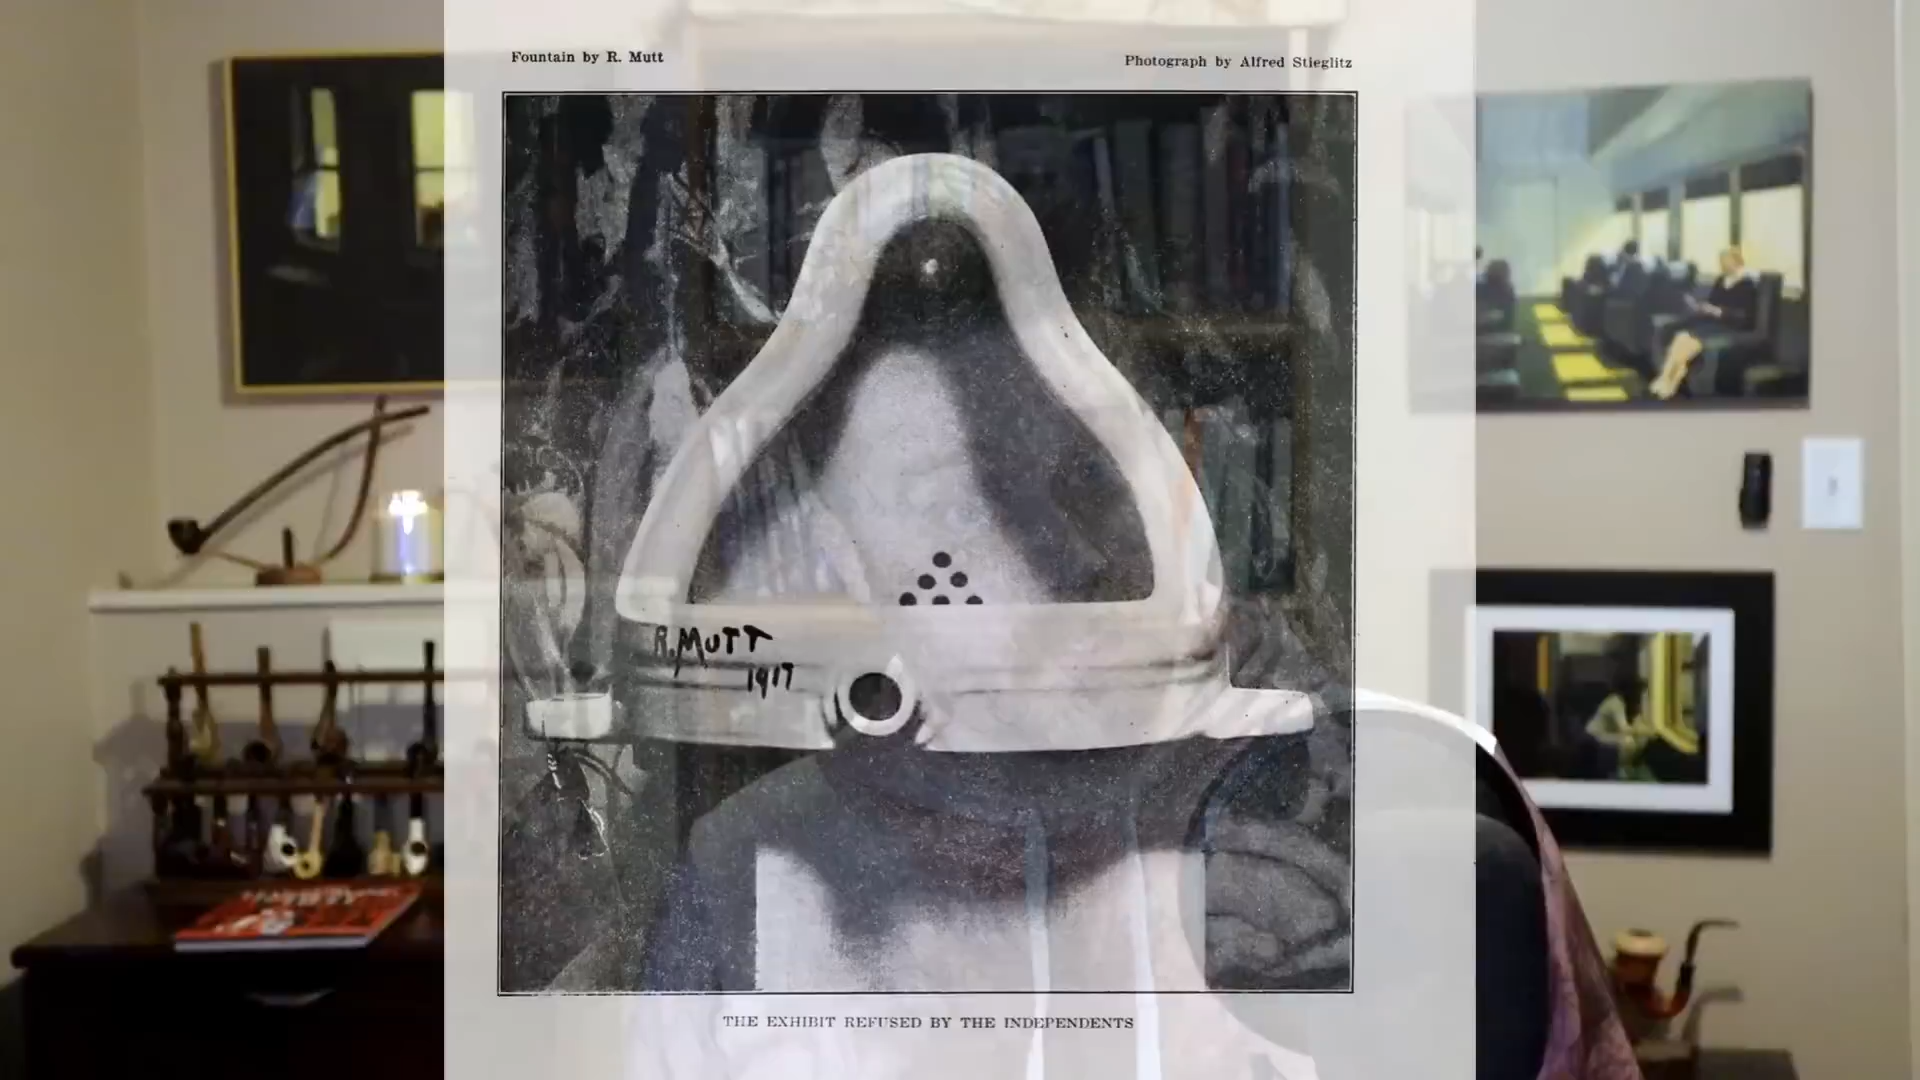 Fountain by R. Mutt
Photograph by Alfred Stieglitz
R. MUTT
1917
THE EXHIBIT REFUSED BY THE INDEPENDENTS